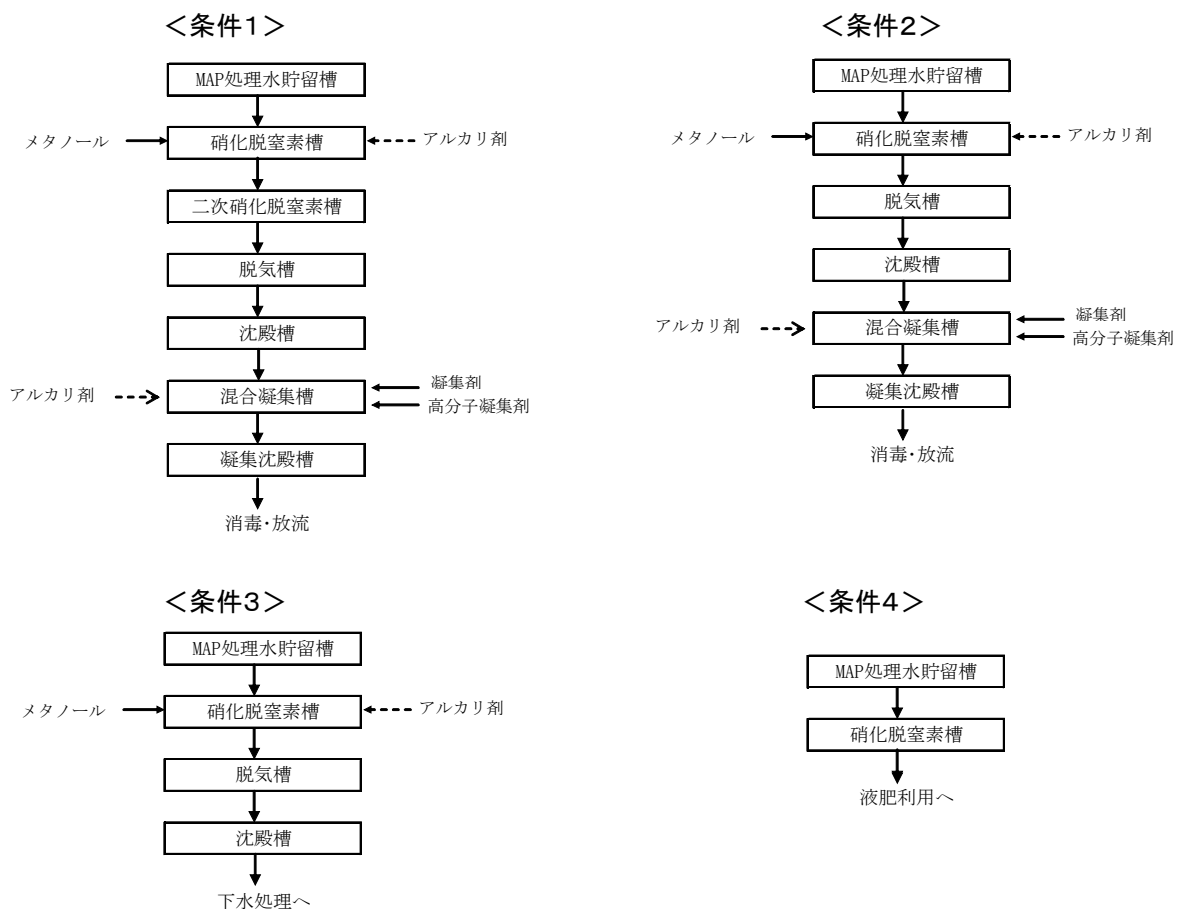 <条件1>
MAP処理水貯留槽
メタノール
硝化脱窒素槽
アルカリ剤
二次硝化脱窒素槽
脱気槽
沈殿槽
アルカリ剤
混合凝集槽
凝集剤
高分子凝集剤
凝集沈殿槽
消毒・放流
<条件2>
MAP処理水貯留槽
メタノール
硝化脱窒素槽
アルカリ剤
脱気槽
沈殿槽
アルカリ剤
混合凝集槽
凝集剤
高分子凝集剤
凝集沈殿槽
消毒・放流
<条件3>
MAP処理水貯留槽
メタノール
硝化脱窒素槽
アルカリ剤
脱気槽
沈殿槽
下水処理へ
<条件4>
MAP処理水貯留槽
硝化脱窒素槽
液肥利用へ